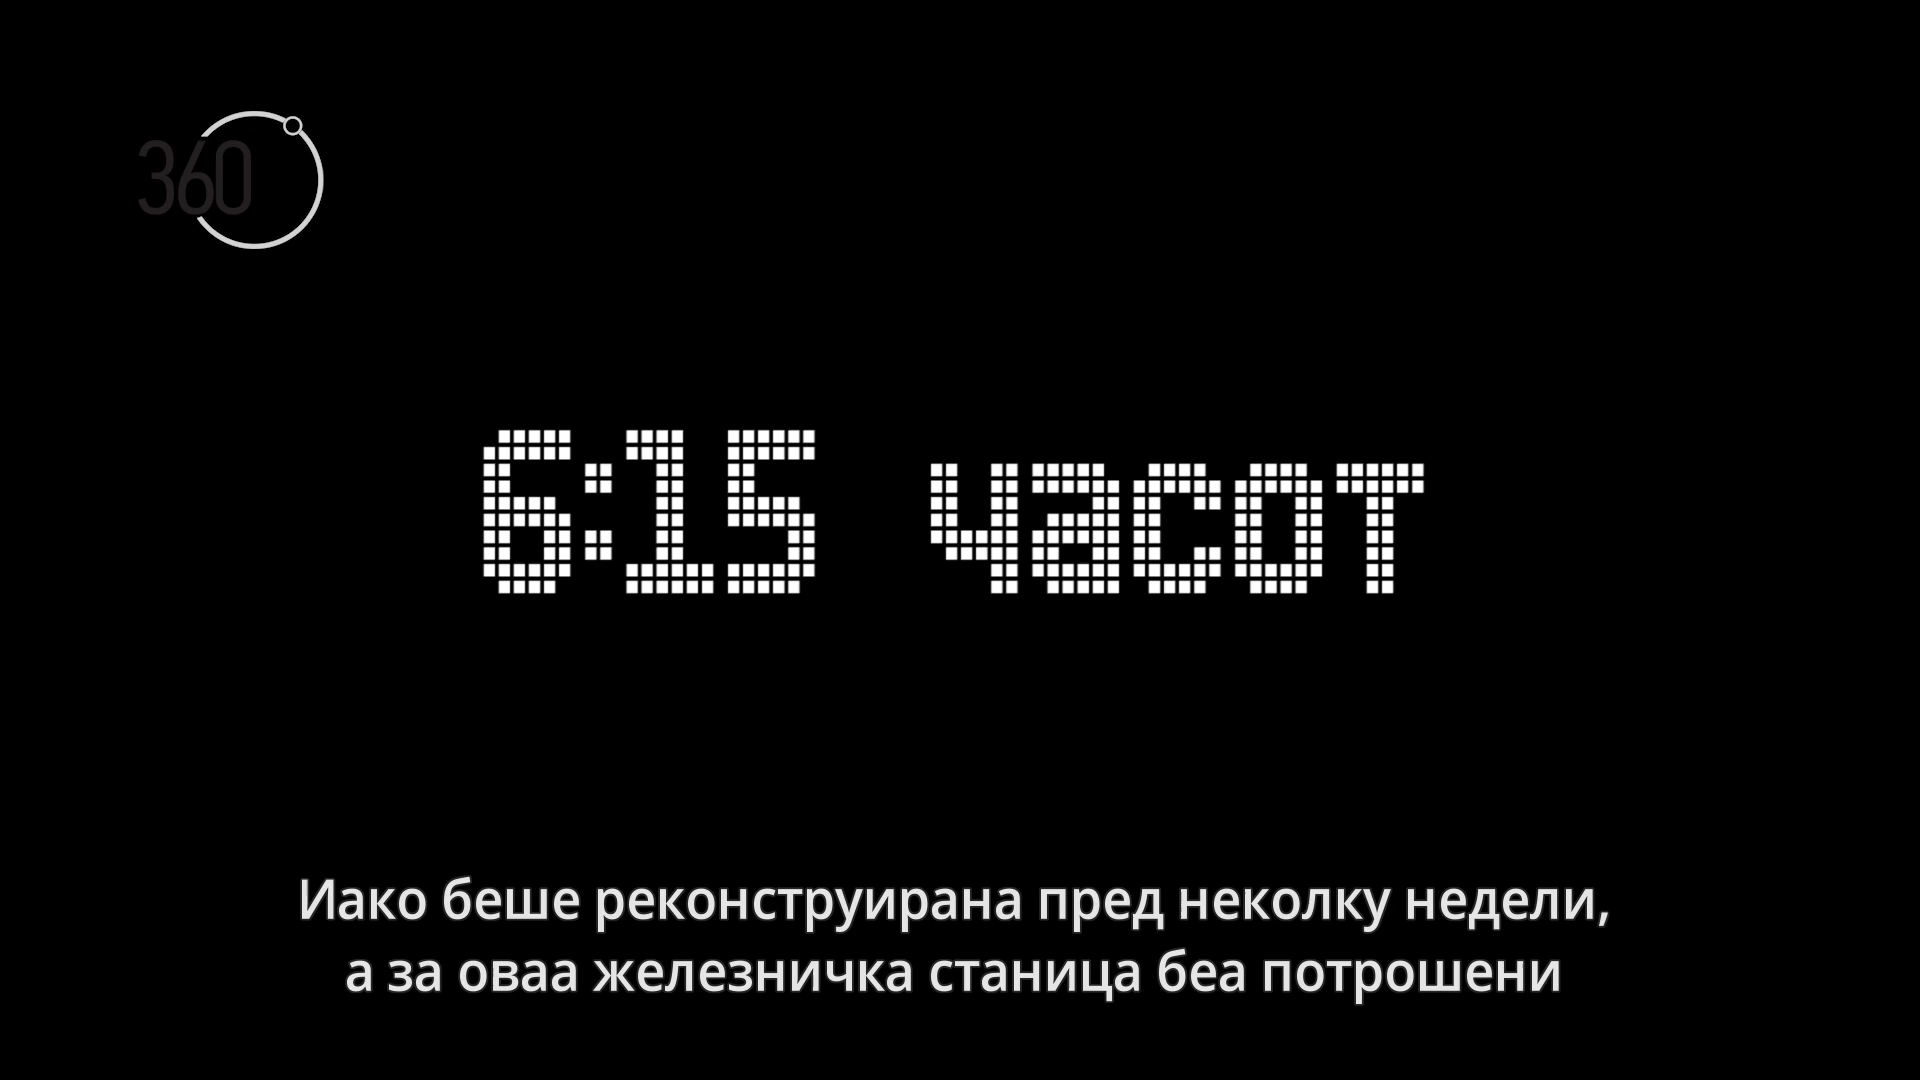 360
6:15 часот
Иако беше реконструирана пред неколку недели,
а за оваа железничка станица беа потрошени